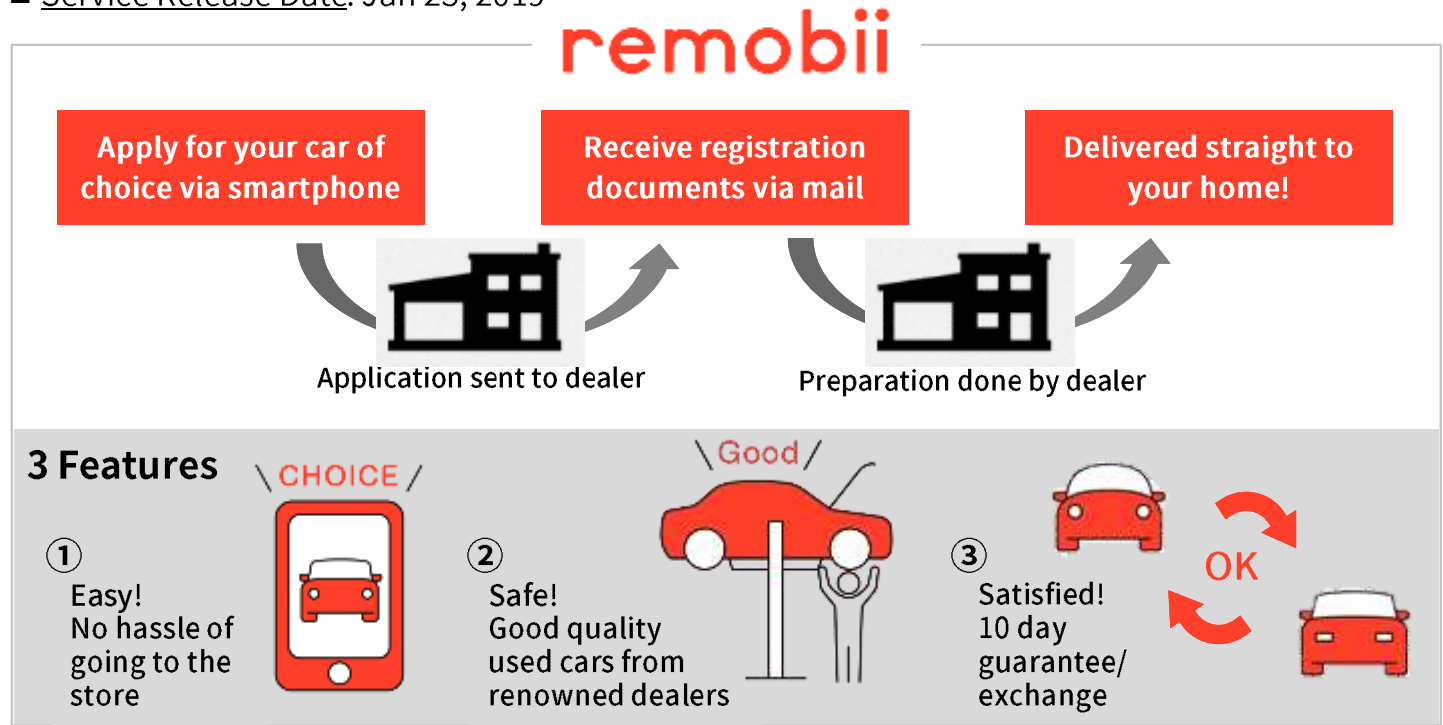 Service Release Date: Jan 23, 2019
remobii
Apply for your car of
choice via smartphone
Receive registration
documents via mail
Delivered straight to
your home!
Application sent to dealer
Preparation done by dealer
3 Features
\ CHOICE /
\ Good /
OK
①
Easy!
No hassle of
going to the
store
②
Safe!
Good quality
used cars from
renowned dealers
③
Satisfied!
10 day
guarantee/
exchange